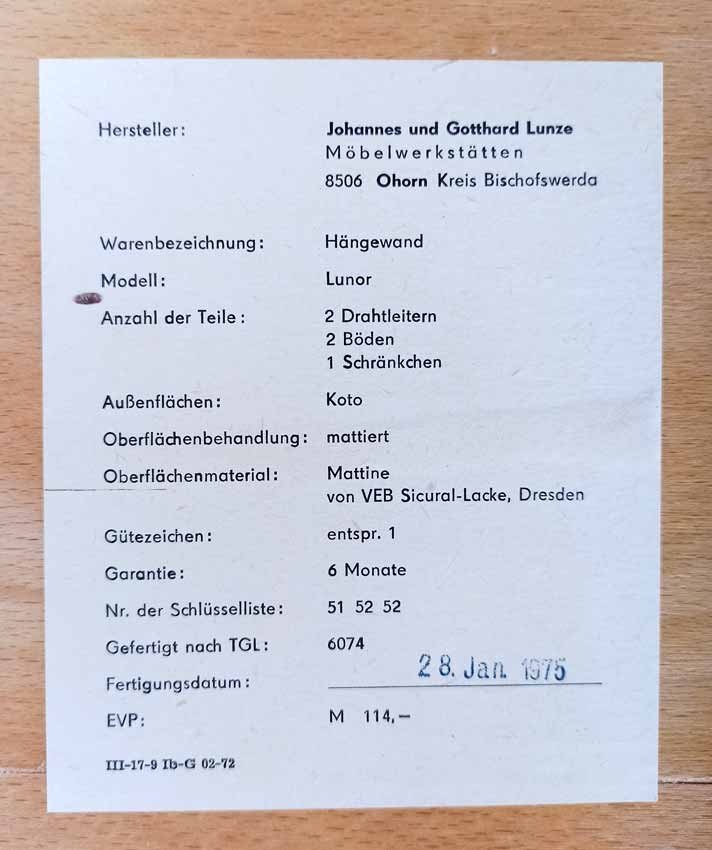 Hersteller: Johannes und Gotthard Lunze
Möbelwerkstätten
8506 Ohorn Kreis Bischofswerda
Warenbezeichnung: Hängewand
Modell: Lunor
Anzahl der Teile: 2 Drahtleitern
2 Böden
1 Schränkchen
Außenflächen: Koto
Oberflächenbehandlung: mattiert
Oberflächenmaterial: Mattine
von VEB Sicural-Lacke, Dresden
Gütezeichen: entspr. 1
Garantie: 6 Monate
Nr. der Schlüsselliste: 51 52 52
Gefertigt nach TGL: 6074
Fertigungsdatum: 28. Jan. 1975
EVP: M 114,–
III-17-9 Ib-G 02-72